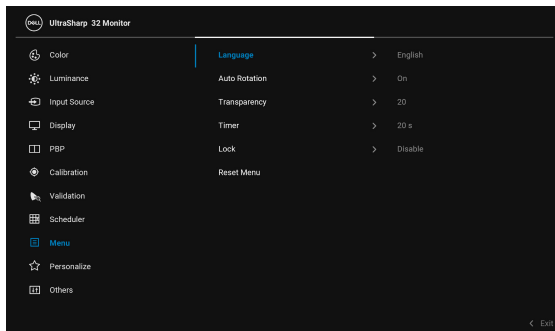 DELL UltraSharp 32 Monitor
Color Language > English
Luminance Auto Rotation > On
Input Source Transparency > 20
Display Timer > 20 s
PBP Lock > Disable
Calibration Reset Menu
Validation
Scheduler
Menu
Personalize
Others
< Exit